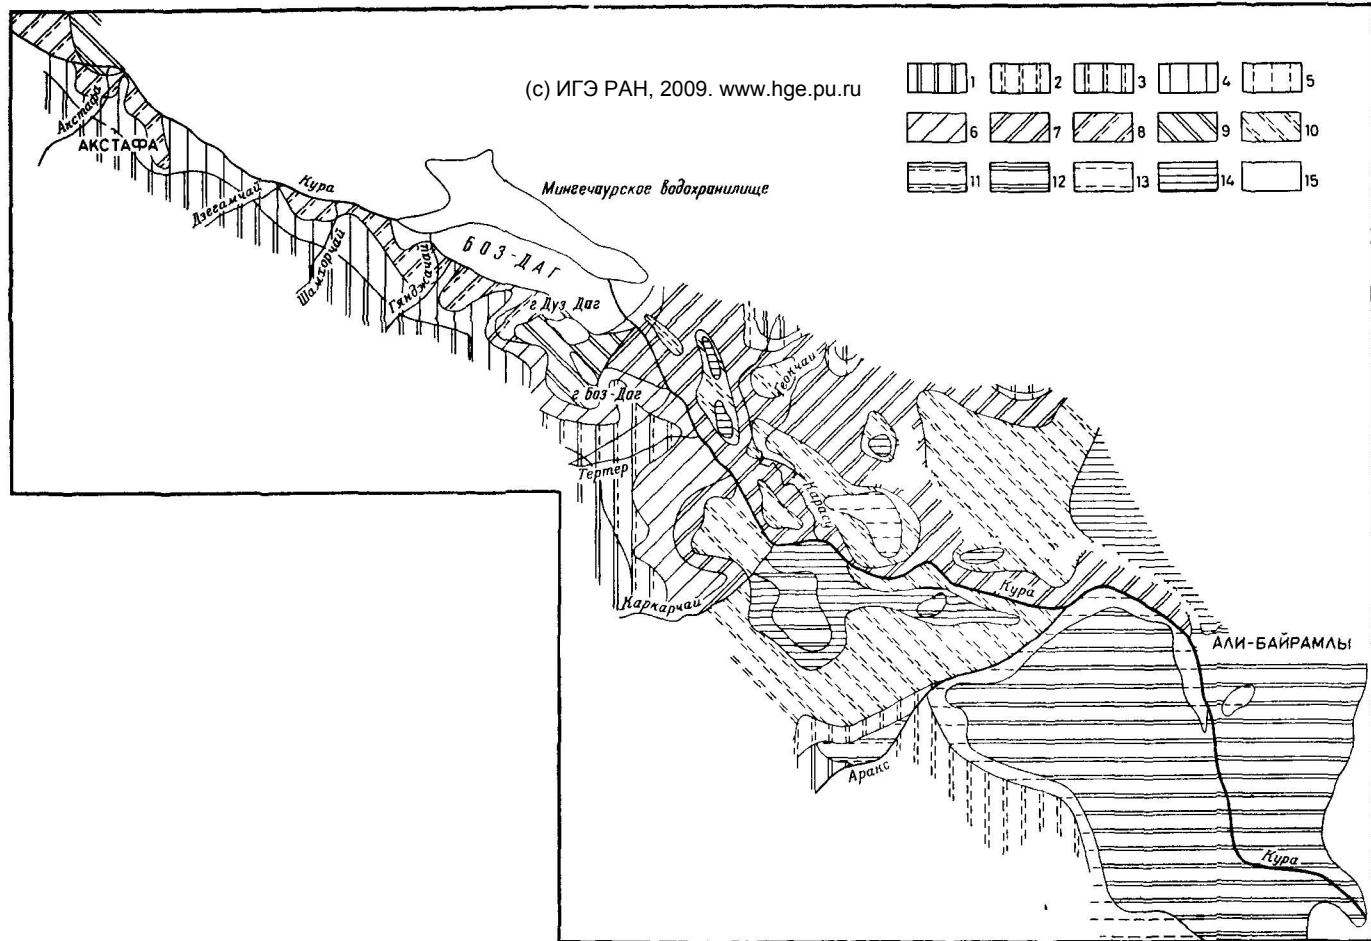 (c) ИГЭ РАН, 2009. www.hge.pu.ru
1 2 3 4 5
6 7 8 9 10
11 12 13 14 15
Акстафа
АКСТАФА
Дзегамчай
Кура
Шамхорчай
Гянджачай
Мингечаурское водохранилище
БОЗ-ДАГ
г Дуз Даг
г Боз-Даг
Геокчай
Тертер
Карасу
Каркарчай
Кура
АЛИ-БАЙРАМЛЫ
Аракс
Кура